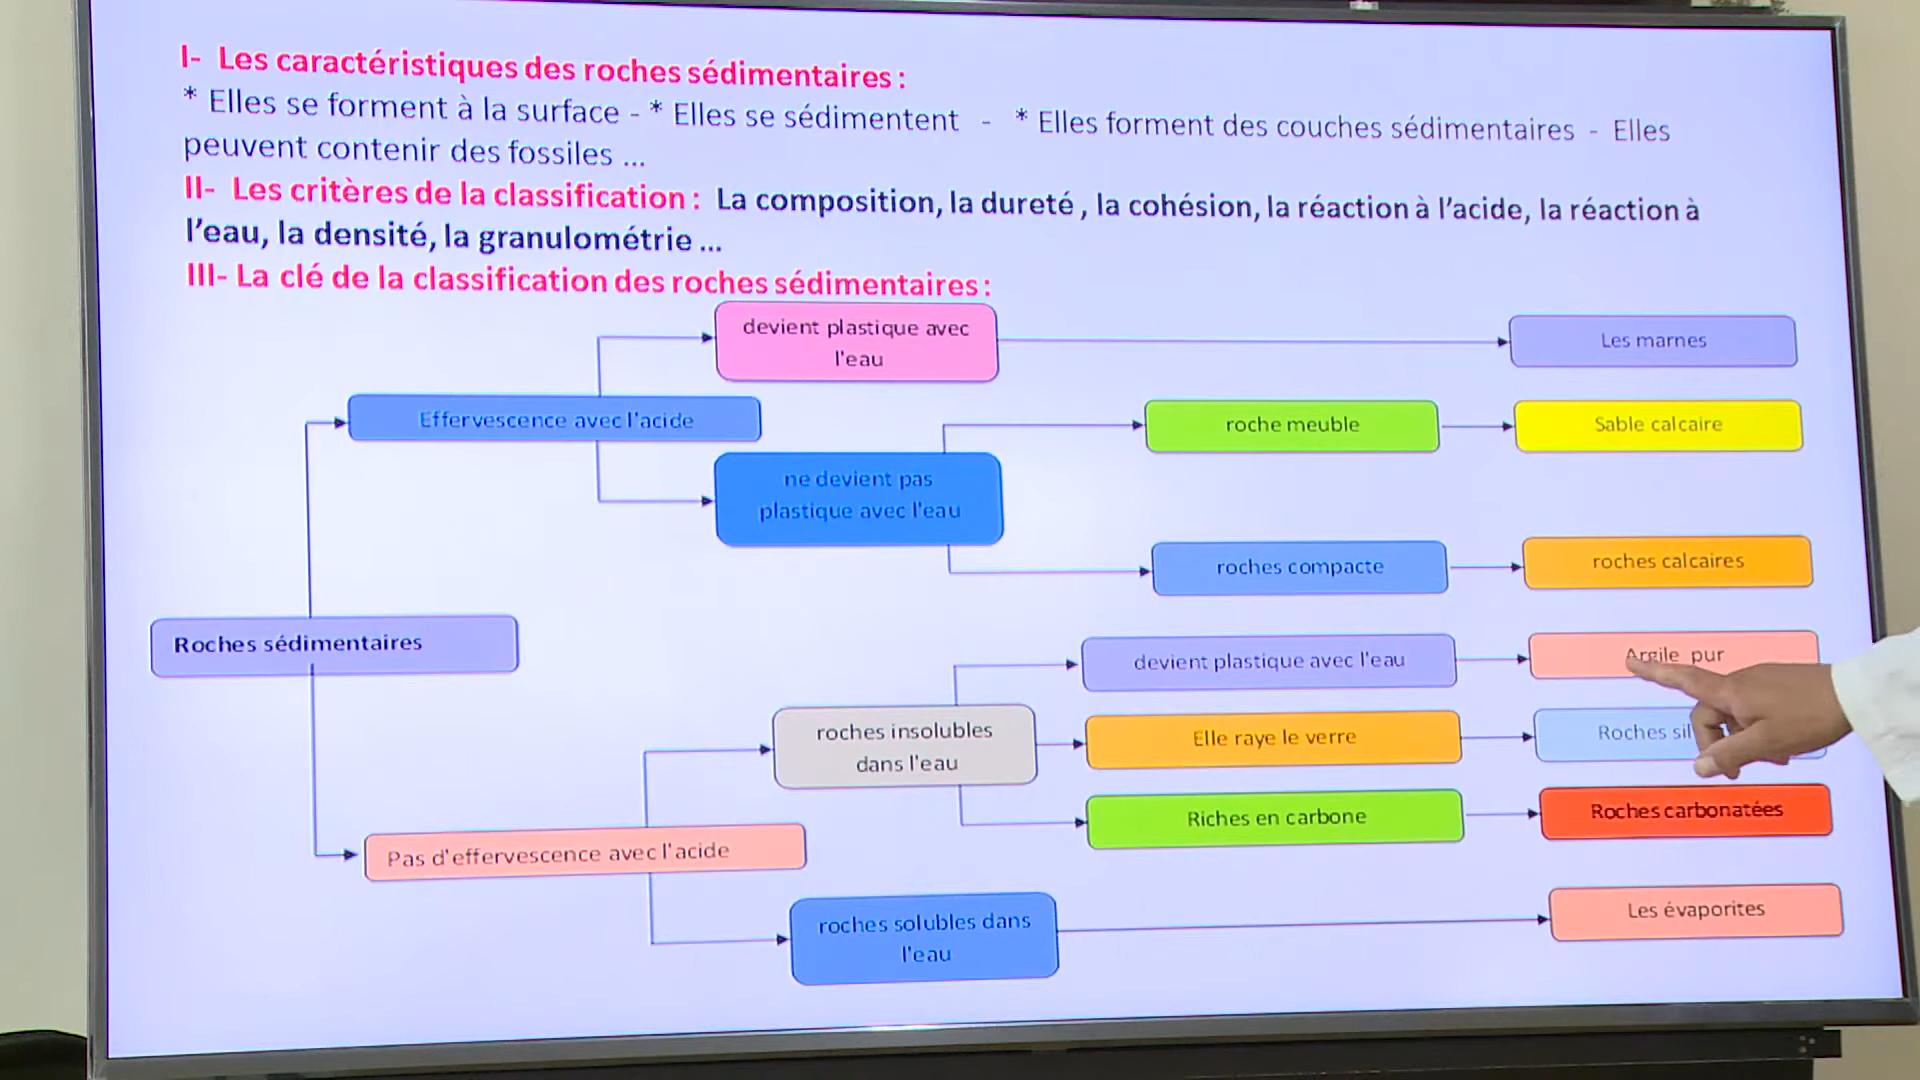 I- Les caractéristiques des roches sédimentaires :
* Elles se forment à la surface - * Elles se sédimentent - * Elles forment des couches sédimentaires - Elles
peuvent contenir des fossiles ...
II- Les critères de la classification : La composition, la dureté , la cohésion, la réaction à l'acide, la réaction à
l'eau, la densité, la granulométrie ...
III- La clé de la classification des roches sédimentaires :
devient plastique avec
l'eau
Les marnes
Effervescence avec l'acide
roche meuble
Sable calcaire
ne devient pas
plastique avec l'eau
roches compacte
roches calcaires
Roches sédimentaires
devient plastique avec l'eau
Argile pur
roches insolubles
dans l'eau
Elle raye le verre
Roches
Riches en carbone
Roches carbonatées
Pas d'effervescence avec l'acide
roches solubles dans
l'eau
Les évaporites